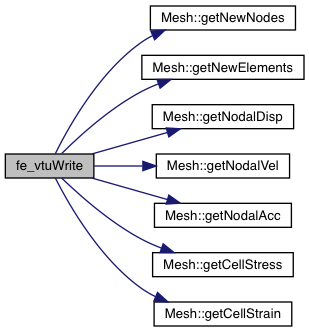 Mesh::getNewNodes
Mesh::getNewElements
Mesh::getNodalDisp
fe_vtuWrite
Mesh::getNodalVel
Mesh::getNodalAcc
Mesh::getCellStress
Mesh::getCellStrain